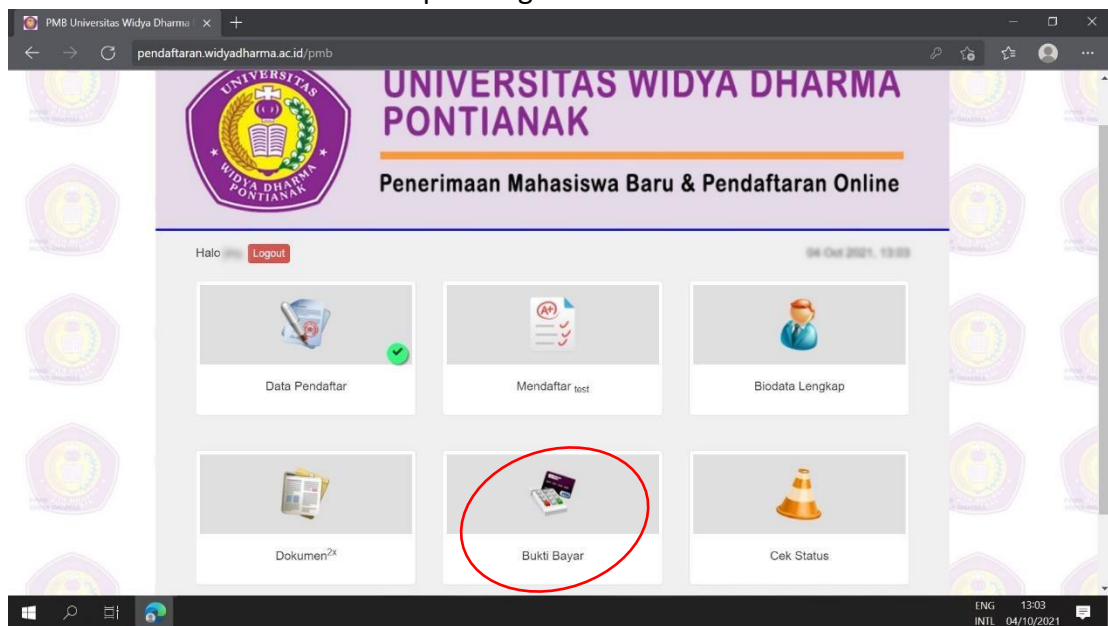 PMB Universitas Widya Dharma
pendaftaran.widyadharma.ac.id/pmb
UNIVERSITAS
WIDYA DHARMA
PONTIANAK
UNIVERSITAS WIDYA DHARMA
PONTIANAK
Penerimaan Mahasiswa Baru & Pendaftaran Online
Halo
Logout
04 Oct 2021, 13:03
A+
Data Pendaftar
Mendaftar test
Biodata Lengkap
Dokumen2x
Bukti Bayar
Cek Status
ENG 13:03
INTL 04/10/2021